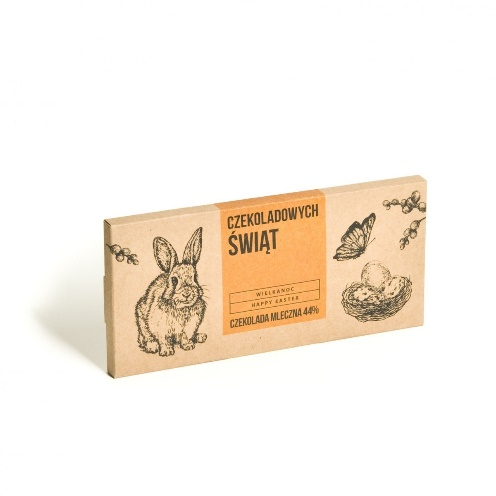 CZEKOLADOWYCH
ŚWIĄT
WIELKANOC
HAPPY EASTER
CZEKOLADA MLECZNA 44%